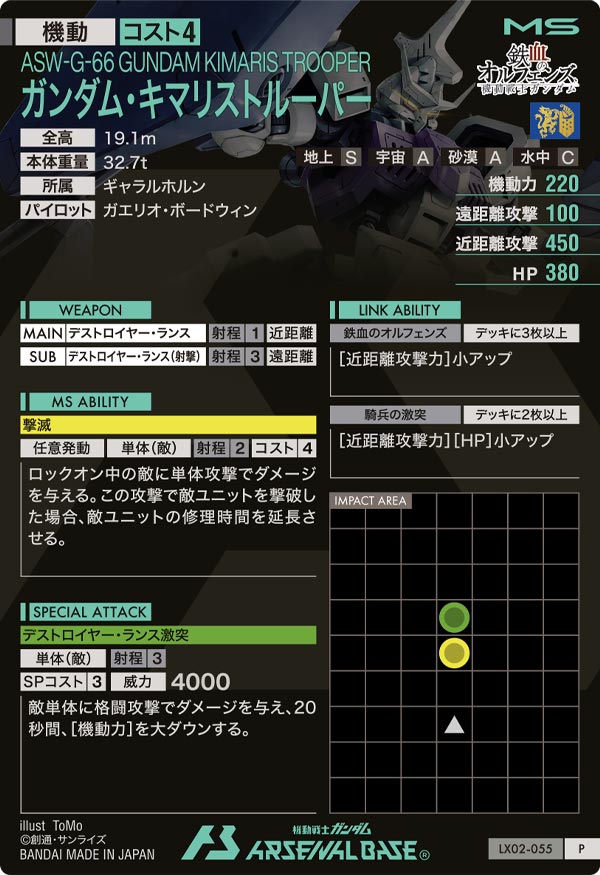 機動 コスト4
MS
ASW-G-66 GUNDAM KIMARIS TROOPER
ガンダム・キマリストルーパー
鉄血のオルフェンズ
機動戦士ガンダム
全高 19.1m
本体重量 32.7t
所属 ギャラルホルン
パイロット ガエリオ・ボードウィン
地上 S 宇宙 A 砂漠 A 水中 C
機動力 220
遠距離攻撃 100
近距離攻撃 450
HP 380
WEAPON
MAIN デストロイヤー・ランス 射程 1 近距離
SUB デストロイヤー・ランス(射撃) 射程 3 遠距離
MS ABILITY
撃滅
任意発動 単体(敵) 射程 2 コスト 4
ロックオン中の敵に単体攻撃でダメージ
を与える。この攻撃で敵ユニットを撃破し
た場合、敵ユニットの修理時間を延長さ
せる。
SPECIAL ATTACK
デストロイヤー・ランス激突
単体(敵) 射程 3
SPコスト 3 威力 4000
敵単体に格闘攻撃でダメージを与え、20
秒間、[機動力]を大ダウンする。
LINK ABILITY
鉄血のオルフェンズ デッキに3枚以上
[近距離攻撃力]小アップ
騎兵の激突 デッキに2枚以上
[近距離攻撃力][HP]小アップ
IMPACT AREA
illust ToMo
©創通・サンライズ
BANDAI MADE IN JAPAN
機動戦士ガンダム
AB ARSENAL BASE®
LX02-055 P